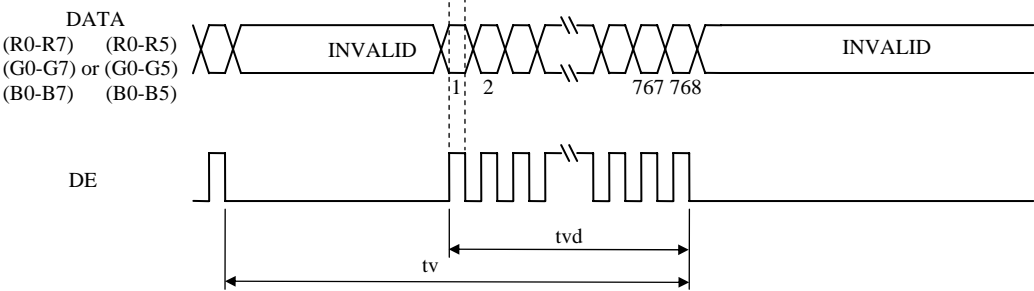 DATA
(R0-R7) (R0-R5)
(G0-G7) or (G0-G5)
(B0-B7) (B0-B5)
INVALID
INVALID
1 2 767 768
DE
tvd
tv